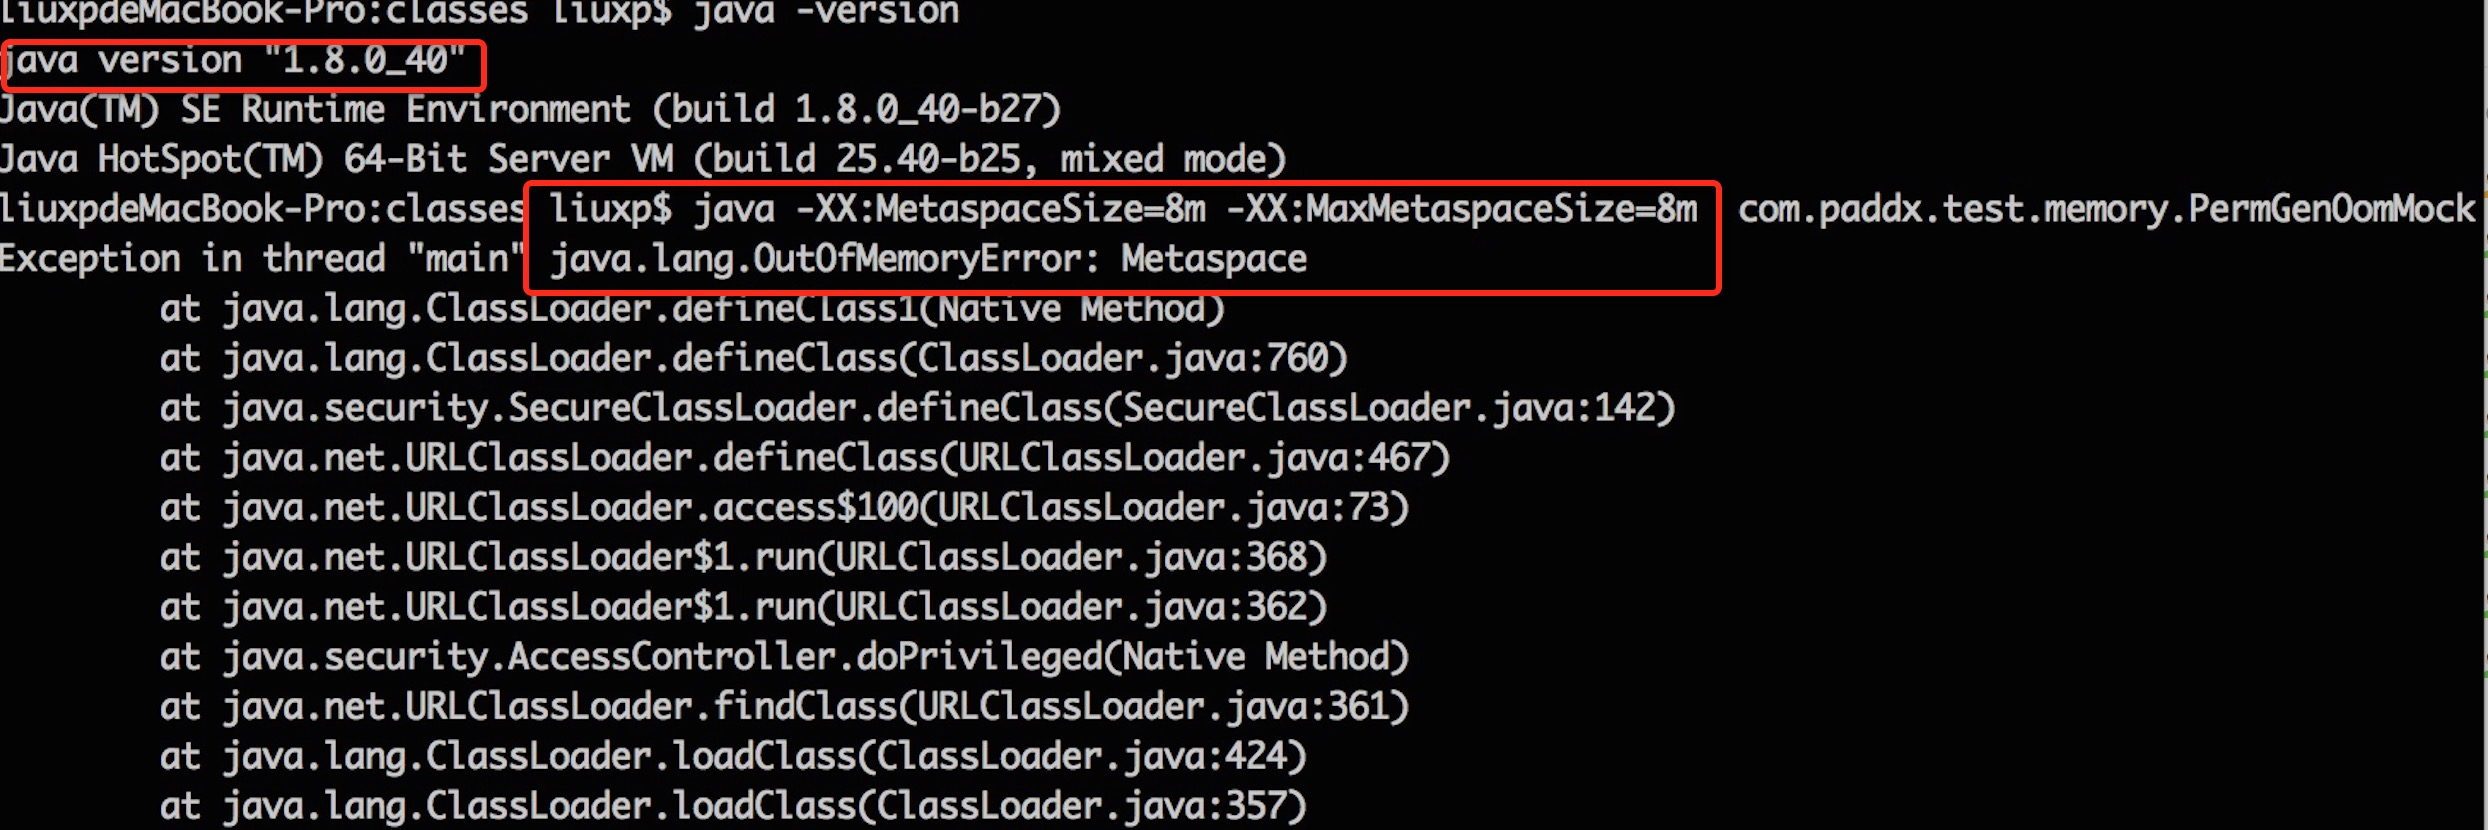 liuxpdeMacBook-Pro:classes liuxp$ java -version
java version "1.8.0_40"
Java(TM) SE Runtime Environment (build 1.8.0_40-b27)
Java HotSpot(TM) 64-Bit Server VM (build 25.40-b25, mixed mode)
liuxpdeMacBook-Pro:classes liuxp$ java -XX:MetaspaceSize=8m -XX:MaxMetaspaceSize=8m com.paddx.test.memory.PermGenOomMock
Exception in thread "main" java.lang.OutOfMemoryError: Metaspace
at java.lang.ClassLoader.defineClass1(Native Method)
at java.lang.ClassLoader.defineClass(ClassLoader.java:760)
at java.security.SecureClassLoader.defineClass(SecureClassLoader.java:142)
at java.net.URLClassLoader.defineClass(URLClassLoader.java:467)
at java.net.URLClassLoader.access$100(URLClassLoader.java:73)
at java.net.URLClassLoader$1.run(URLClassLoader.java:368)
at java.net.URLClassLoader$1.run(URLClassLoader.java:362)
at java.security.AccessController.doPrivileged(Native Method)
at java.net.URLClassLoader.findClass(URLClassLoader.java:361)
at java.lang.ClassLoader.loadClass(ClassLoader.java:424)
at java.lang.ClassLoader.loadClass(ClassLoader.java:357)